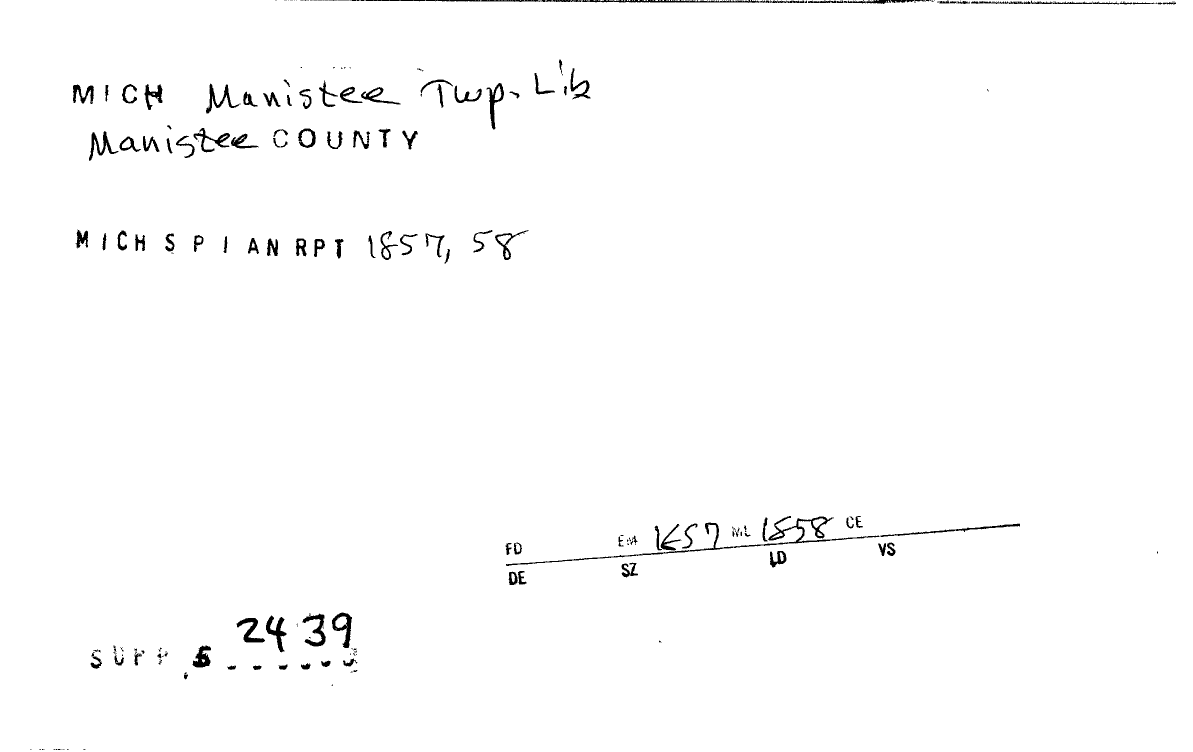 MICH Manistee Twp. Lib
Manistee COUNTY
MICH S P I AN RPT 1857, 58
FD EM 1857 ML 1858 CE
DE SZ LD VS
2439
SUPP